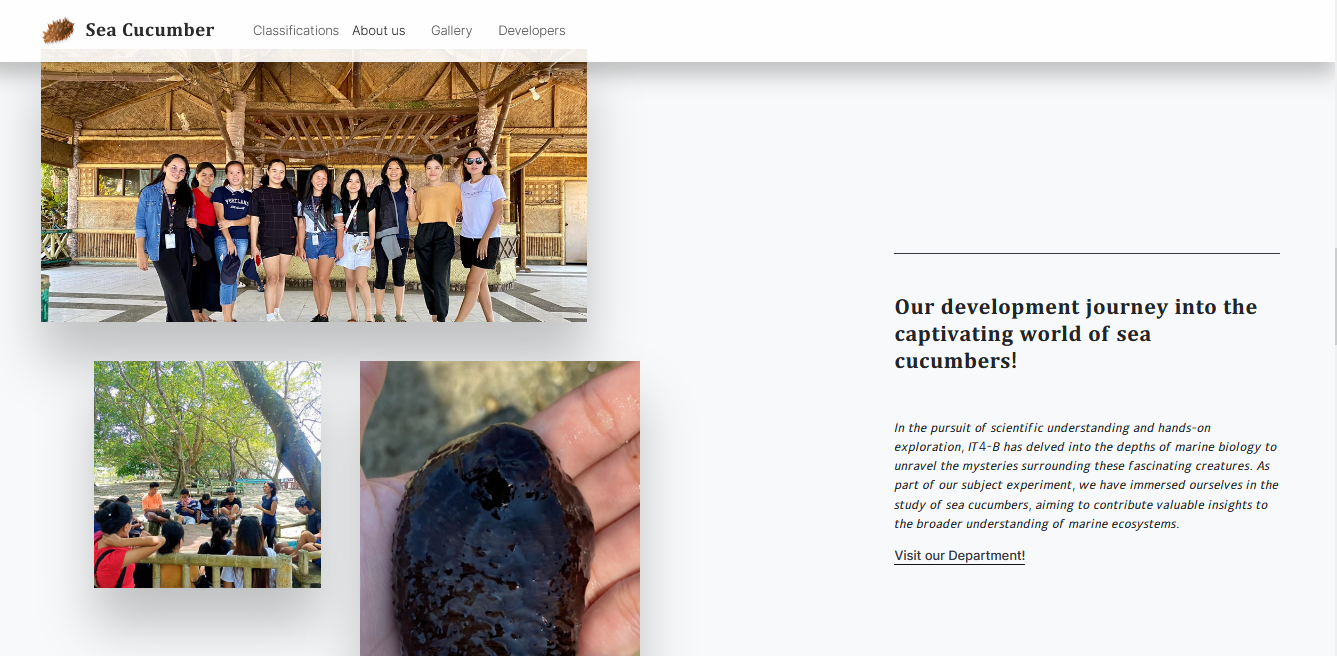 Sea Cucumber
Classifications About us Gallery Developers
Our development journey into the
captivating world of sea
cucumbers!
In the pursuit of scientific understanding and hands-on
exploration, IT4-B has delved into the depths of marine biology to
unravel the mysteries surrounding these fascinating creatures. As
part of our subject experiment, we have immersed ourselves in the
study of sea cucumbers, aiming to contribute valuable insights to
the broader understanding of marine ecosystems.
Visit our Department!